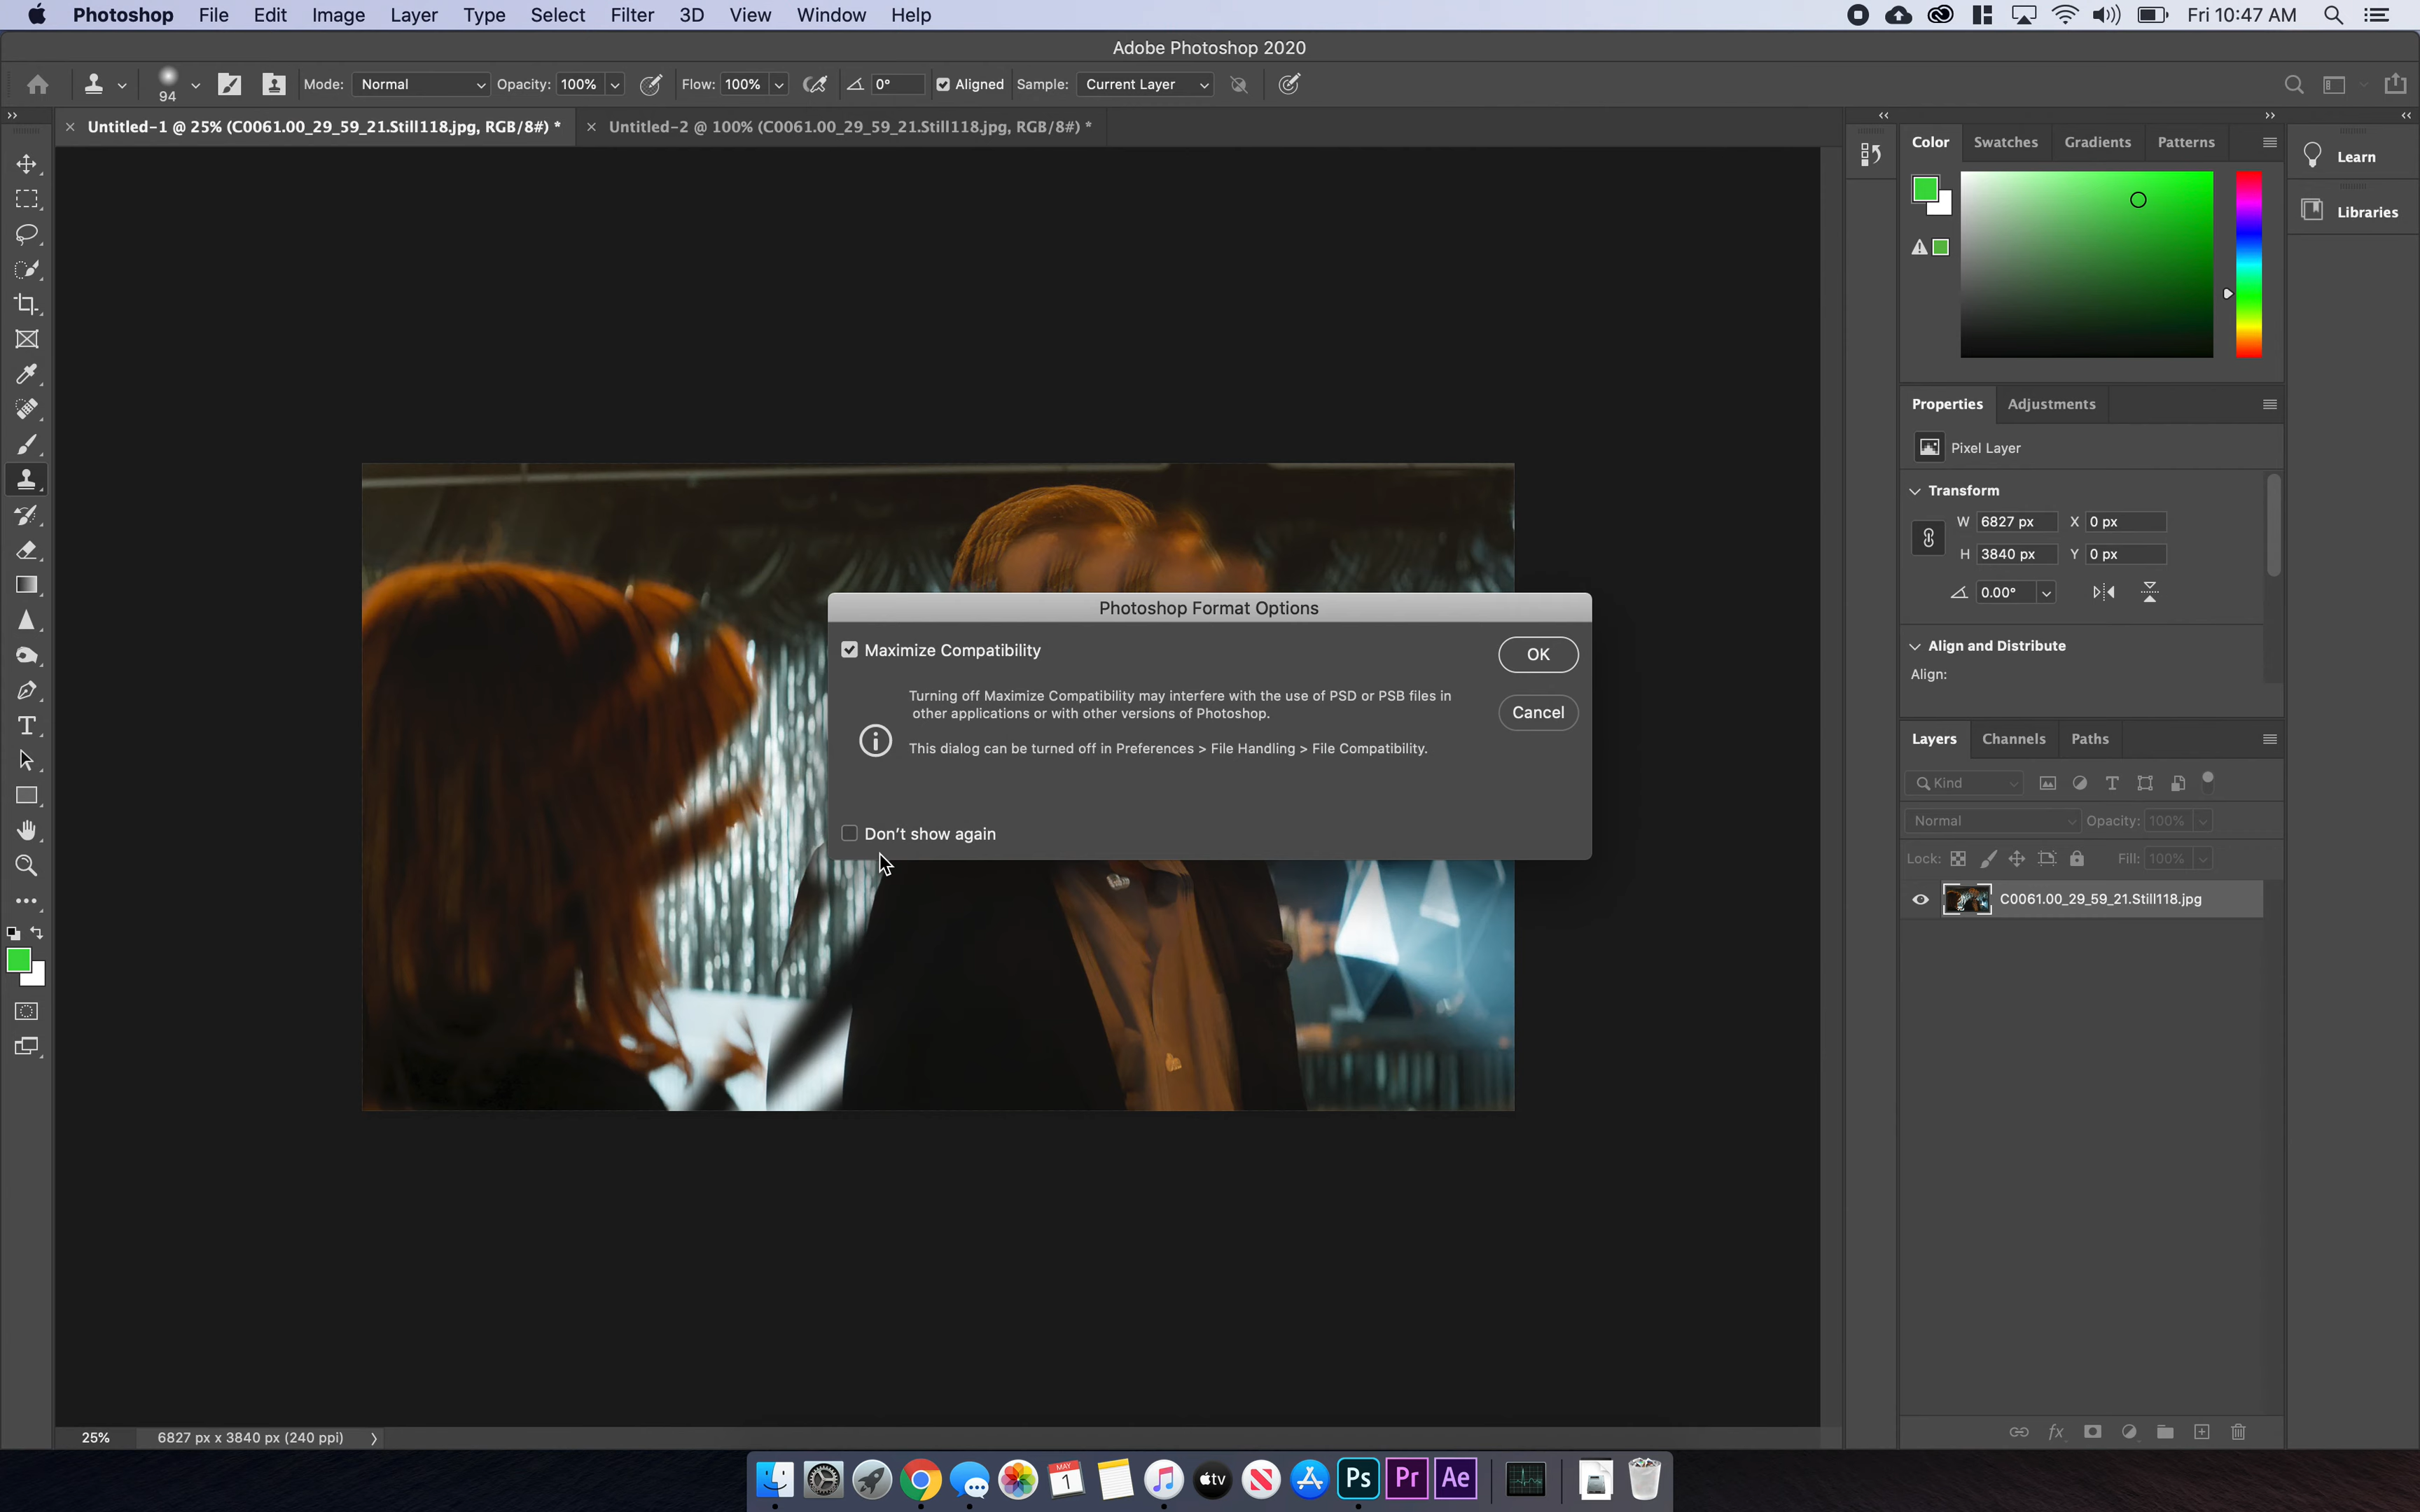 Photoshop File Edit Image Layer Type Select Filter 3D View Window Help Fri 10:47 AM
Adobe Photoshop 2020
94 Mode: Normal Opacity: 100% Flow: 100% 0° Aligned Sample: Current Layer
Untitled-1 @ 25% (C0061.00_29_59_21.Still118.jpg, RGB/8#) * Untitled-2 @ 100% (C0061.00_29_59_21.Still118.jpg, RGB/8#) *
Color Swatches Gradients Patterns
Learn
Libraries
Properties Adjustments
Pixel Layer
Transform
W 6827 px X 0 px
H 3840 px Y 0 px
0.00°
Align and Distribute
Align:
Photoshop Format Options
Maximize Compatibility
OK
Turning off Maximize Compatibility may interfere with the use of PSD or PSB files in
other applications or with other versions of Photoshop.
Cancel
This dialog can be turned off in Preferences > File Handling > File Compatibility.
Don't show again
Layers Channels Paths
Kind
Normal Opacity: 100%
Lock: Fill: 100%
C0061.00_29_59_21.Still118.jpg
25% 6827 px x 3840 px (240 ppi)
MAY
1
tv
Ps Pr Ae